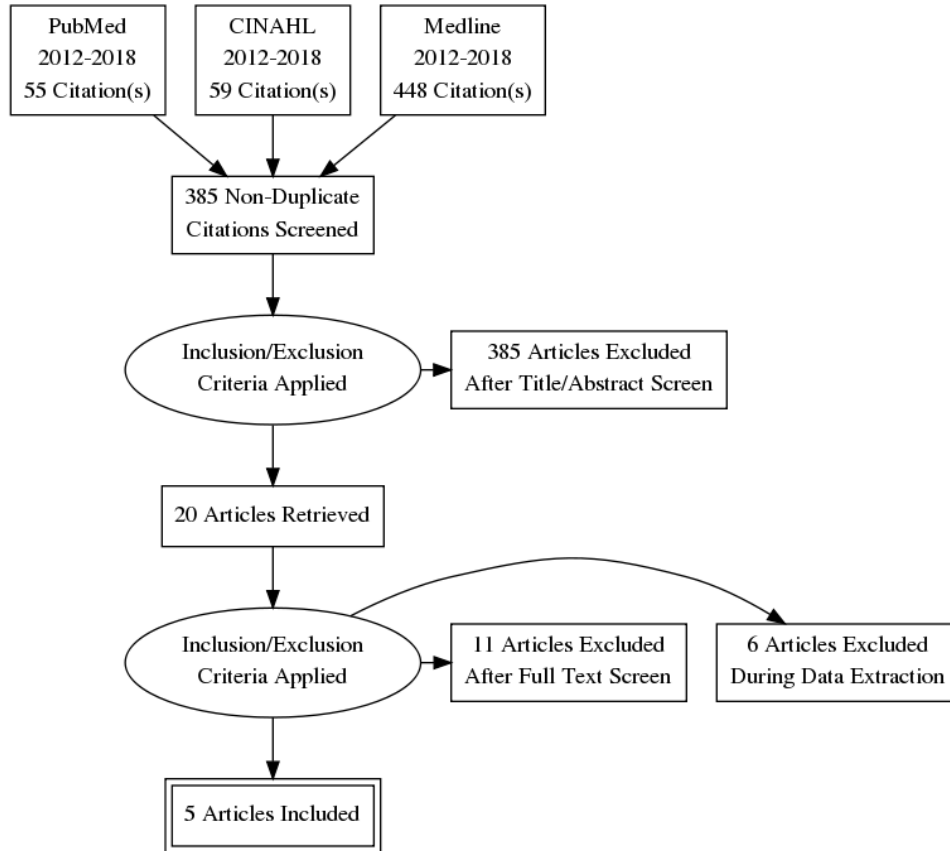 PubMed
2012-2018
55 Citation(s)
CINAHL
2012-2018
59 Citation(s)
Medline
2012-2018
448 Citation(s)
385 Non-Duplicate
Citations Screened
Inclusion/Exclusion
Criteria Applied
385 Articles Excluded
After Title/Abstract Screen
20 Articles Retrieved
Inclusion/Exclusion
Criteria Applied
11 Articles Excluded
After Full Text Screen
6 Articles Excluded
During Data Extraction
5 Articles Included